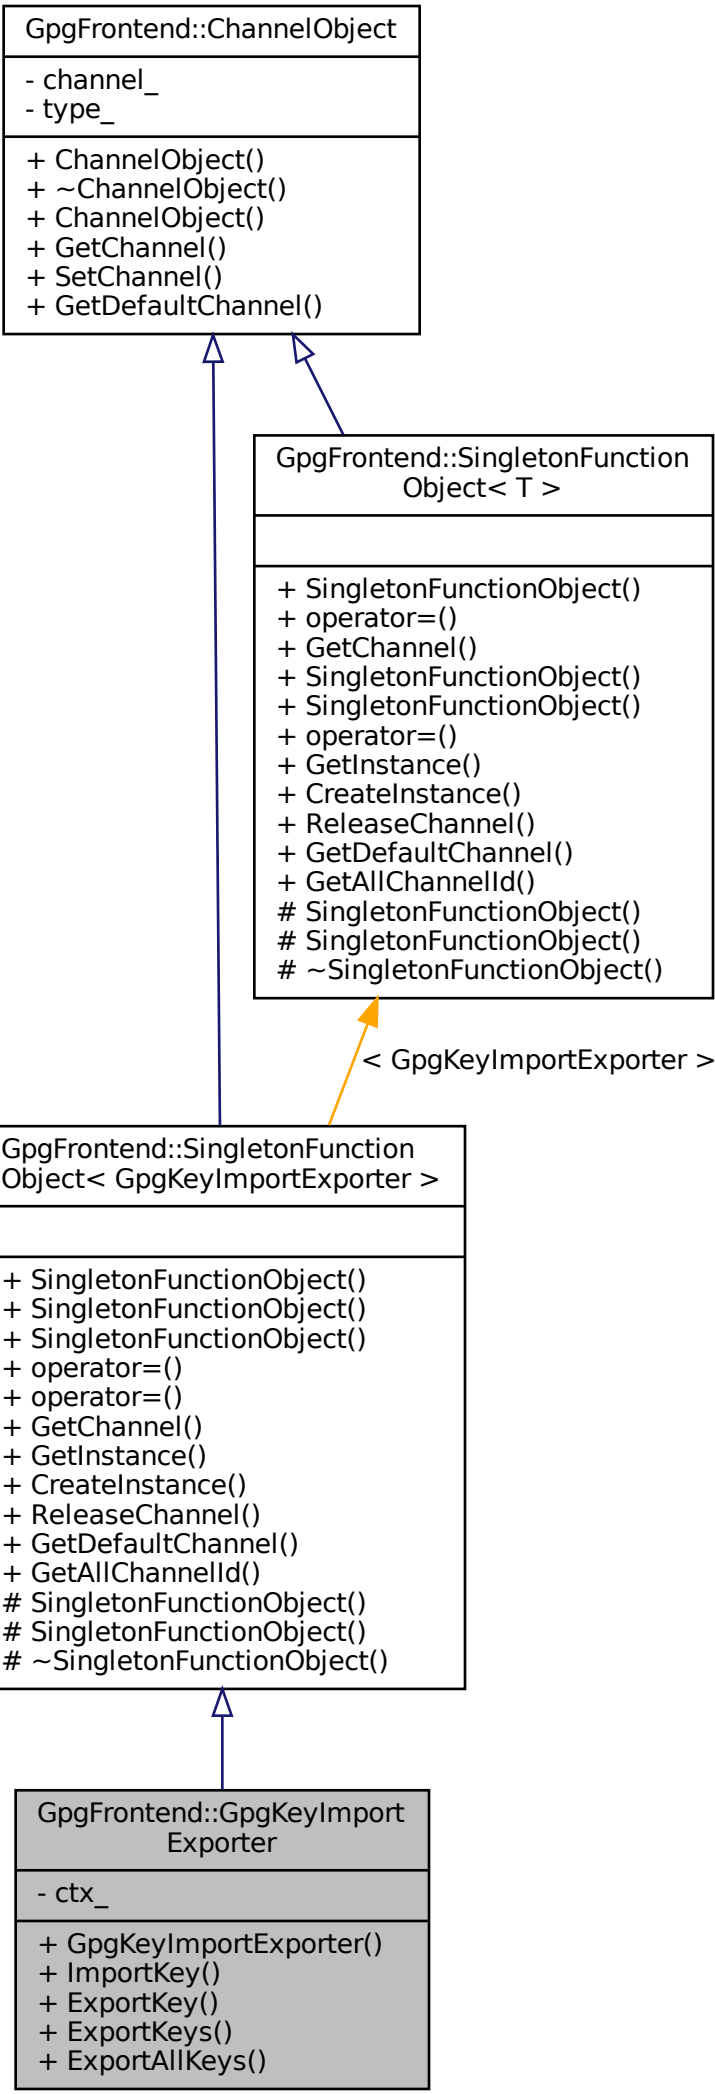 GpgFrontend::ChannelObject
- channel_
- type_
+ ChannelObject()
+ ~ChannelObject()
+ ChannelObject()
+ GetChannel()
+ SetChannel()
+ GetDefaultChannel()
GpgFrontend::SingletonFunction
Object< T >
+ SingletonFunctionObject()
+ operator=()
+ GetChannel()
+ SingletonFunctionObject()
+ SingletonFunctionObject()
+ operator=()
+ GetInstance()
+ CreateInstance()
+ ReleaseChannel()
+ GetDefaultChannel()
+ GetAllChannelId()
# SingletonFunctionObject()
# SingletonFunctionObject()
# ~SingletonFunctionObject()
< GpgKeyImportExporter >
GpgFrontend::SingletonFunction
Object< GpgKeyImportExporter >
+ SingletonFunctionObject()
+ SingletonFunctionObject()
+ SingletonFunctionObject()
+ operator=()
+ operator=()
+ GetChannel()
+ GetInstance()
+ CreateInstance()
+ ReleaseChannel()
+ GetDefaultChannel()
+ GetAllChannelId()
# SingletonFunctionObject()
# SingletonFunctionObject()
# ~SingletonFunctionObject()
GpgFrontend::GpgKeyImport
Exporter
- ctx_
+ GpgKeyImportExporter()
+ ImportKey()
+ ExportKey()
+ ExportKeys()
+ ExportAllKeys()